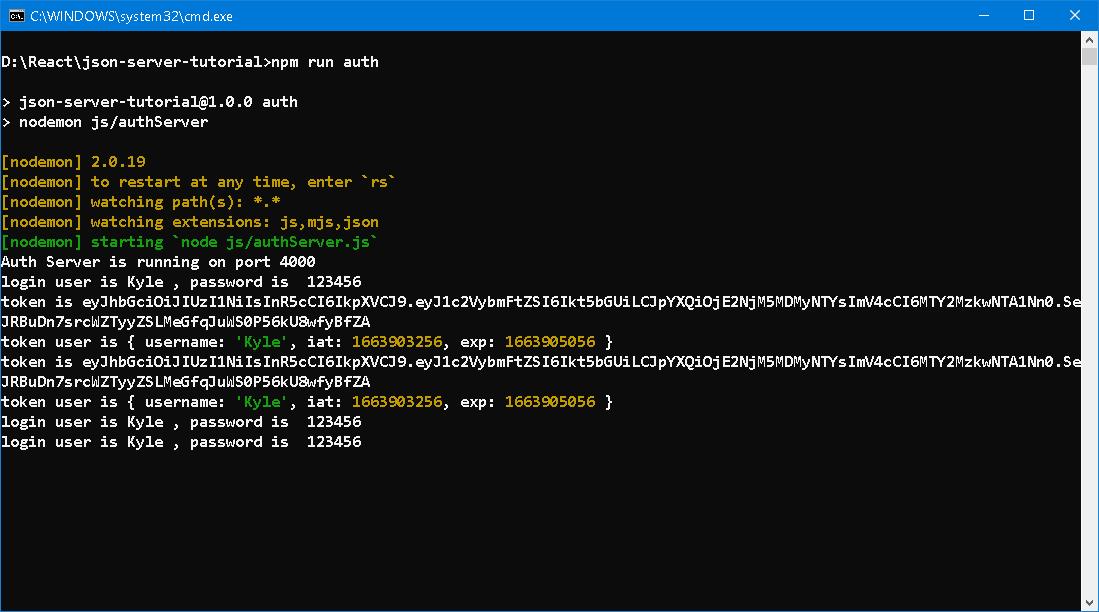 C:\WINDOWS\system32\cmd.exe
D:\React\json-server-tutorial>npm run auth
> json-server-tutorial@1.0.0 auth
> nodemon js/authServer
[nodemon] 2.0.19
[nodemon] to restart at any time, enter `rs`
[nodemon] watching path(s): *.*
[nodemon] watching extensions: js,mjs,json
[nodemon] starting `node js/authServer.js`
Auth Server is running on port 4000
login user is Kyle , password is  123456
token is eyJhbGciOiJIUzI1NiIsInR5cCI6IkpXVCJ9.eyJ1c2VybmFtZSI6Ikt5bGUiLCJpYXQiOjE2NjM5MDMyNTYsImV4cCI6MTY2MzkwNTA1Nn0.Se
JRBuDn7srcWZTyyZSLMeGfqJuWS0P56kU8wfyBfZA
token user is { username: 'Kyle', iat: 1663903256, exp: 1663905056 }
token is eyJhbGciOiJIUzI1NiIsInR5cCI6IkpXVCJ9.eyJ1c2VybmFtZSI6Ikt5bGUiLCJpYXQiOjE2NjM5MDMyNTYsImV4cCI6MTY2MzkwNTA1Nn0.Se
JRBuDn7srcWZTyyZSLMeGfqJuWS0P56kU8wfyBfZA
token user is { username: 'Kyle', iat: 1663903256, exp: 1663905056 }
login user is Kyle , password is  123456
login user is Kyle , password is  123456